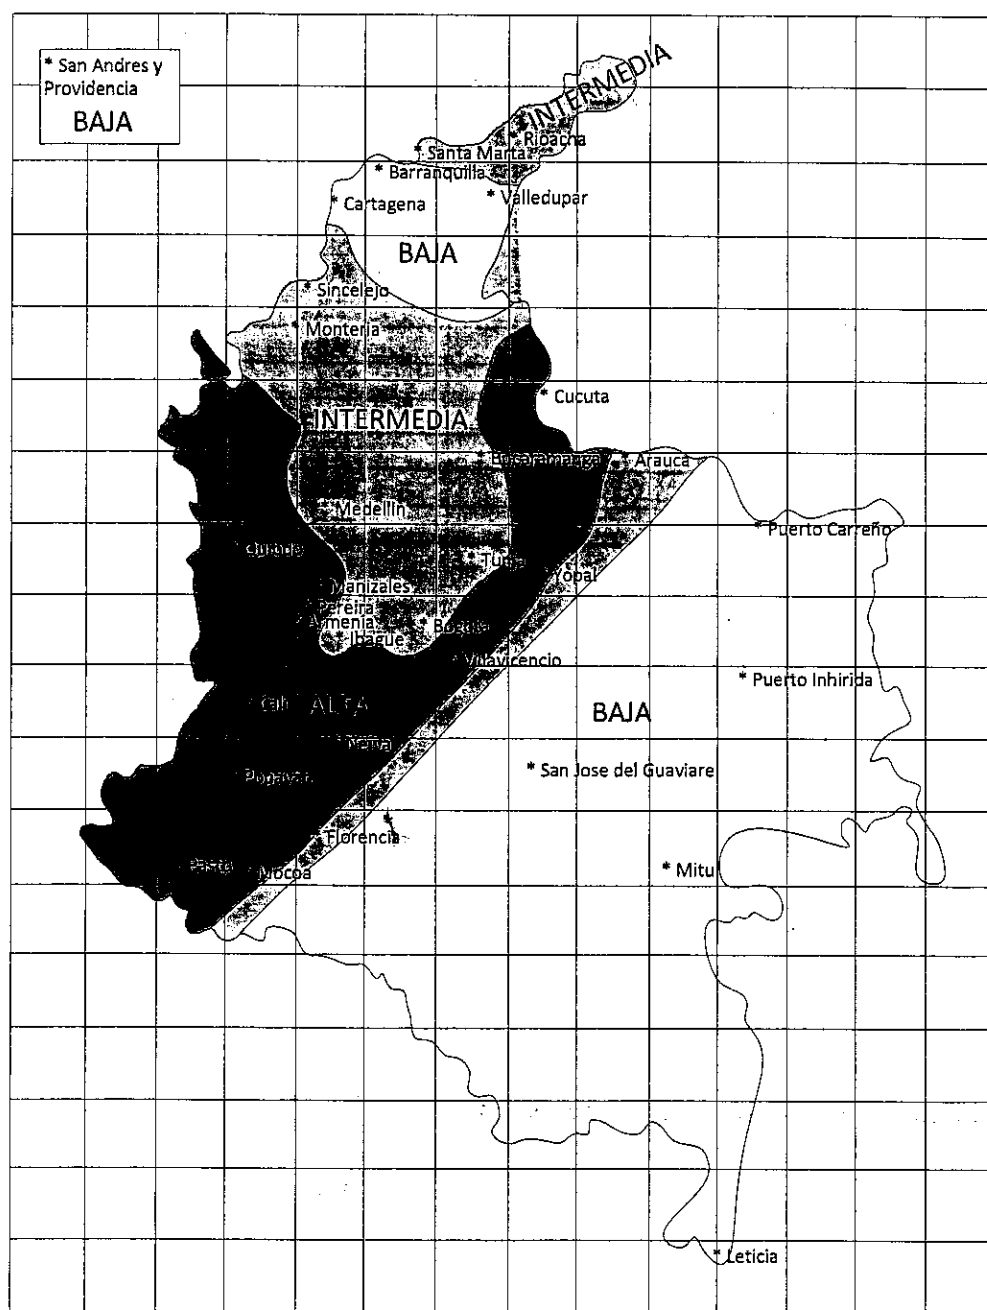 * San Andres y
Providencia
BAJA
INTERMEDIA
* Rioacha
* Santa Marta
* Barranquilla
* Valledupar
* Cartagena
BAJA
* Sincelejo
* Monteria
* Cucuta
INTERMEDIA
* Bucaramanga
* Arauca
* Medellin
* Puerto Carreño
Quibdo
* Tunja
* Yopal
Manizales
Pereira
Armenia
* Bogota
* Ibague
* Villavicencio
* Puerto Inhirida
* Cali
ALTA
BAJA
Neiva
* San Jose del Guaviare
Popayan
Florencia
Pasto
Mocoa
* Mitu
* Leticia